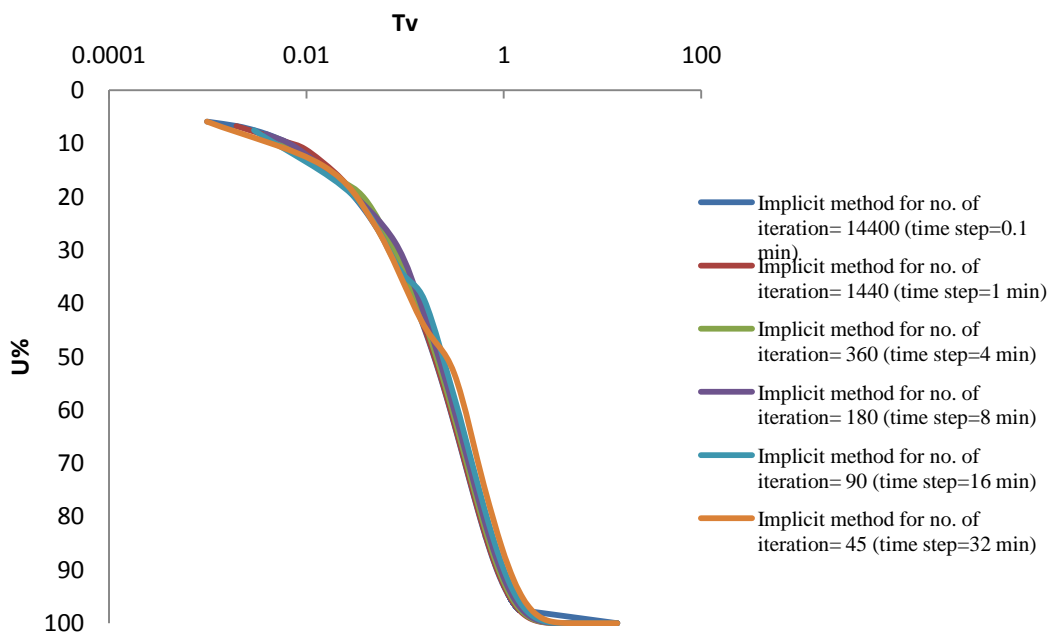 Tv
0.0001 0.01 1 100
0
10
20
30
40
50
60
70
80
90
100
U%
Implicit method for no. of
iteration= 14400 (time step=0.1
min)
Implicit method for no. of
iteration= 1440 (time step=1 min)
Implicit method for no. of
iteration= 360 (time step=4 min)
Implicit method for no. of
iteration= 180 (time step=8 min)
Implicit method for no. of
iteration= 90 (time step=16 min)
Implicit method for no. of
iteration= 45 (time step=32 min)